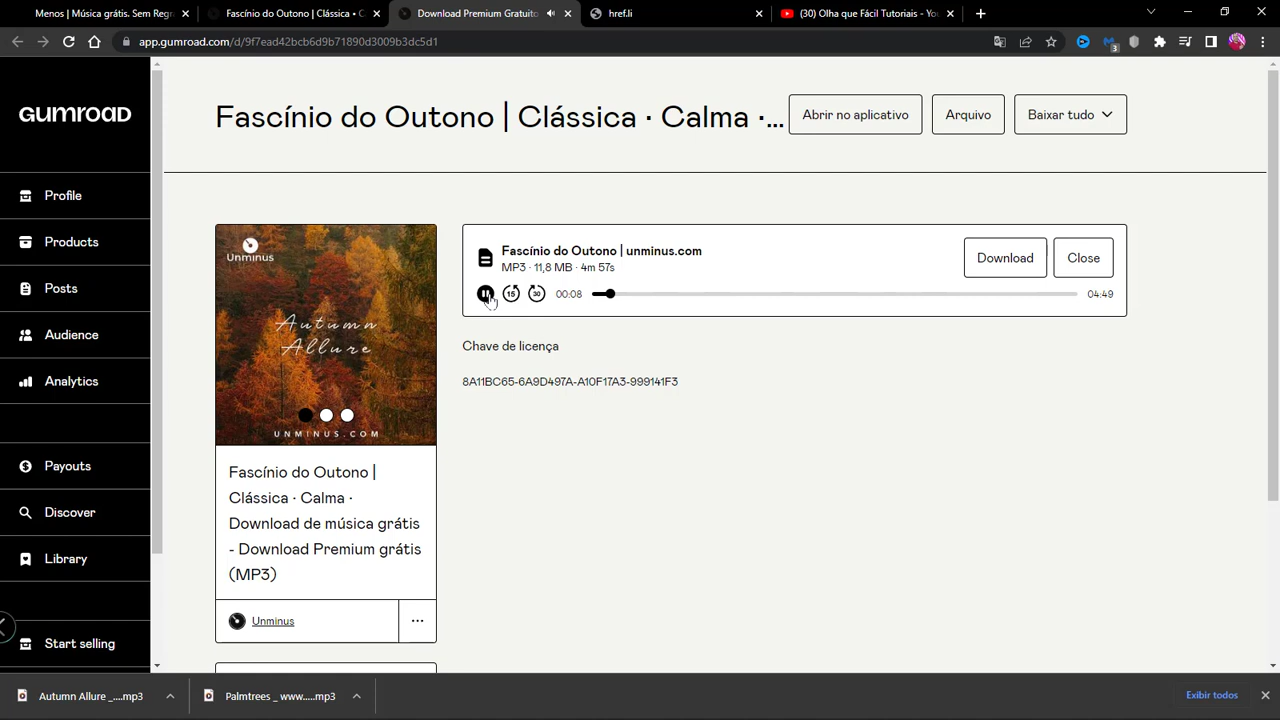 Menos | Música grátis. Sem Regra
Fascínio do Outono | Clássica • C
Download Premium Gratuito
href.li
(30) Olha que Fácil Tutoriais - You
app.gumroad.com/d/9f7ead42bcb6d9b71890d3009b3dc5d1
3
GUMROAD
Profile
Products
Posts
Audience
Analytics
Payouts
Discover
Library
Start selling
Fascínio do Outono | Clássica · Calma ·...
Abrir no aplicativo
Arquivo
Baixar tudo
Unminus
Autumn
Allure
UNMINUS.COM
Fascínio do Outono |
Clássica · Calma ·
Download de música grátis
- Download Premium grátis
(MP3)
Unminus
...
Fascínio do Outono | unminus.com
MP3 · 11,8 MB · 4m 57s
Download
Close
15
30
00:08
04:49
Chave de licença
8A11BC65-6A9D497A-A10F17A3-999141F3
Autumn Allure _....mp3
Palmtrees _ www.....mp3
Exibir todos